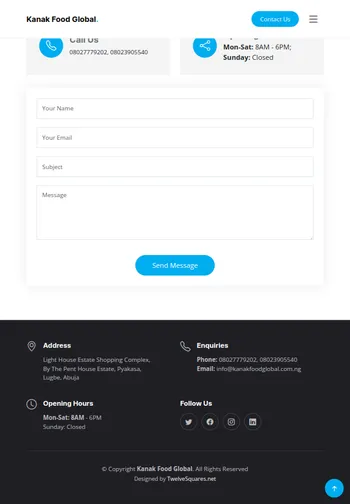 Kanak Food Global.
Contact Us
Call Us
08027779202, 08023905540
Mon-Sat: 8AM - 6PM;
Sunday: Closed
Your Name
Your Email
Subject
Message
Send Message
Address
Light House Estate Shopping Complex,
By The Pent House Estate, Pyakasa,
Lugbe, Abuja
Enquiries
Phone: 08027779202, 08023905540
Email: info@kanakfoodglobal.com.ng
Opening Hours
Mon-Sat: 8AM - 6PM
Sunday: Closed
Follow Us
© Copyright Kanak Food Global. All Rights Reserved
Designed by TwelveSquares.net